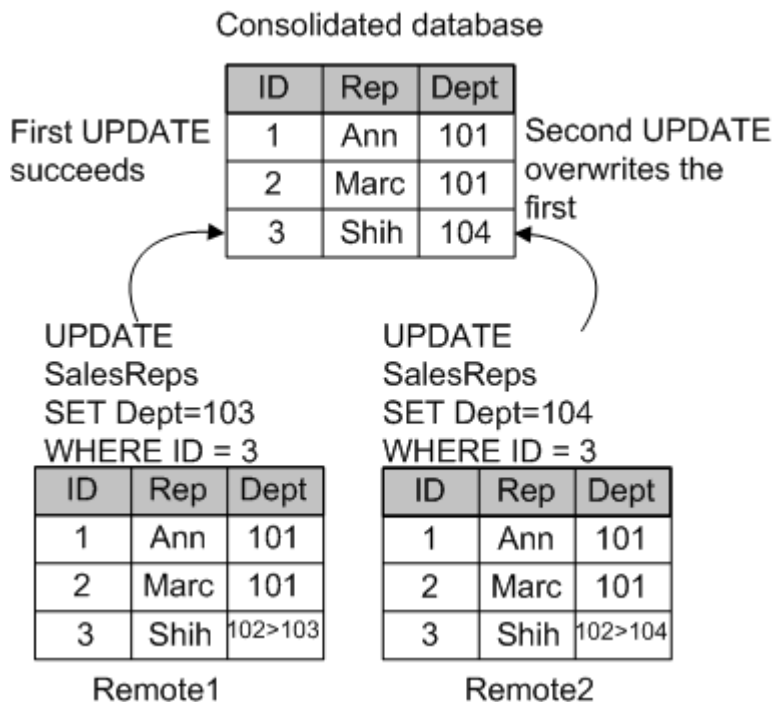 Consolidated database
ID Rep Dept
1 Ann 101
2 Marc 101
3 Shih 104
First UPDATE
succeeds
Second UPDATE
overwrites the
first
UPDATE
SalesReps
SET Dept=103
WHERE ID = 3
ID Rep Dept
1 Ann 101
2 Marc 101
3 Shih 102>103
Remote1
UPDATE
SalesReps
SET Dept=104
WHERE ID = 3
ID Rep Dept
1 Ann 101
2 Marc 101
3 Shih 102>104
Remote2